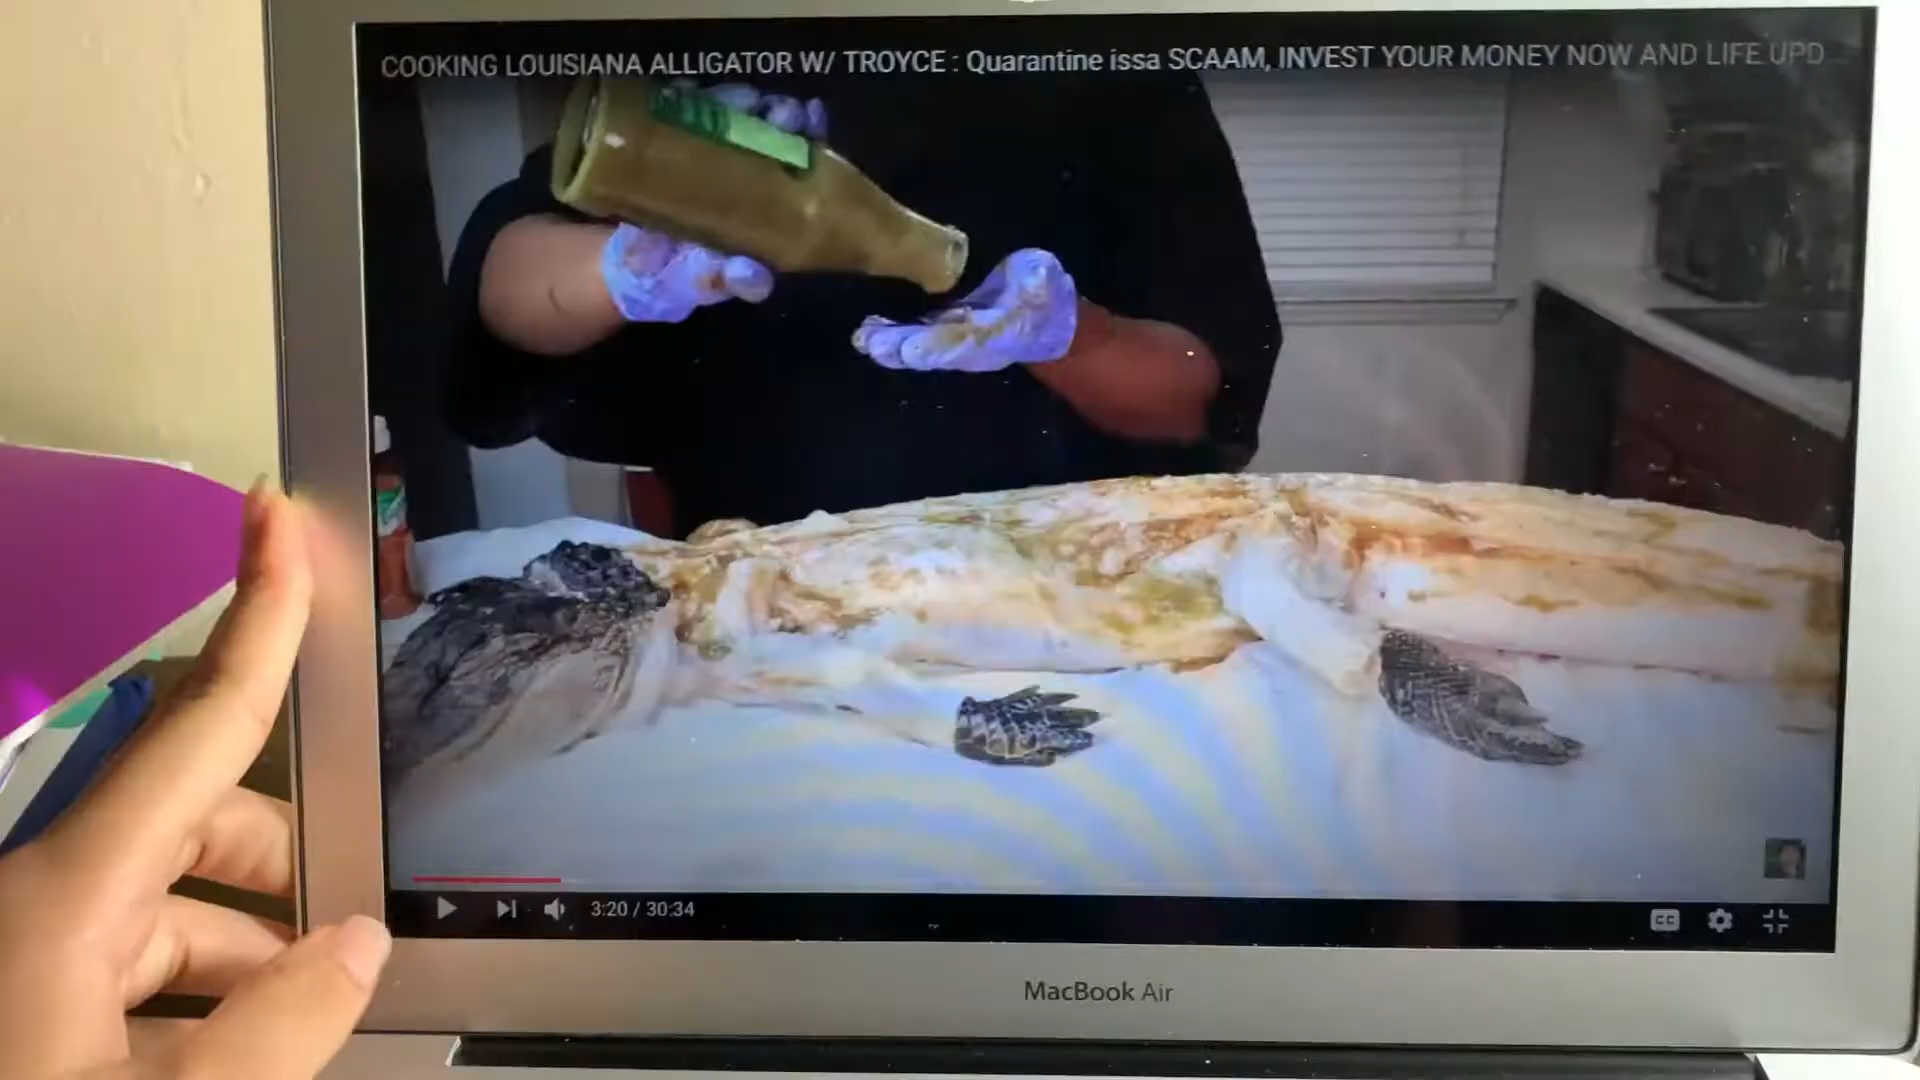 COOKING LOUISIANA ALLIGATOR W/ TROYCE : Quarantine issa SCAAM, INVEST YOUR MONEY NOW AND LIFE UPD
3:20 / 30:34
CC
MacBook Air